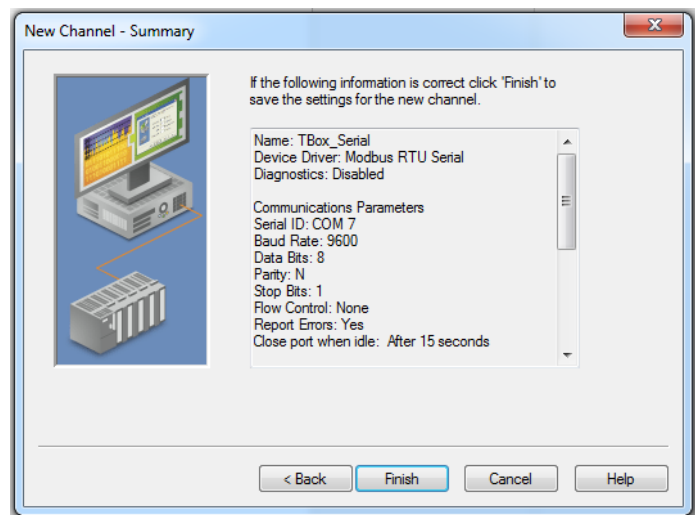 New Channel - Summary
If the following information is correct click 'Finish' to
save the settings for the new channel.
Name: TBox_Serial
Device Driver: Modbus RTU Serial
Diagnostics: Disabled
Communications Parameters
Serial ID: COM 7
Baud Rate: 9600
Data Bits: 8
Parity: N
Stop Bits: 1
Flow Control: None
Report Errors: Yes
Close port when idle:  After 15 seconds
< Back
Finish
Cancel
Help